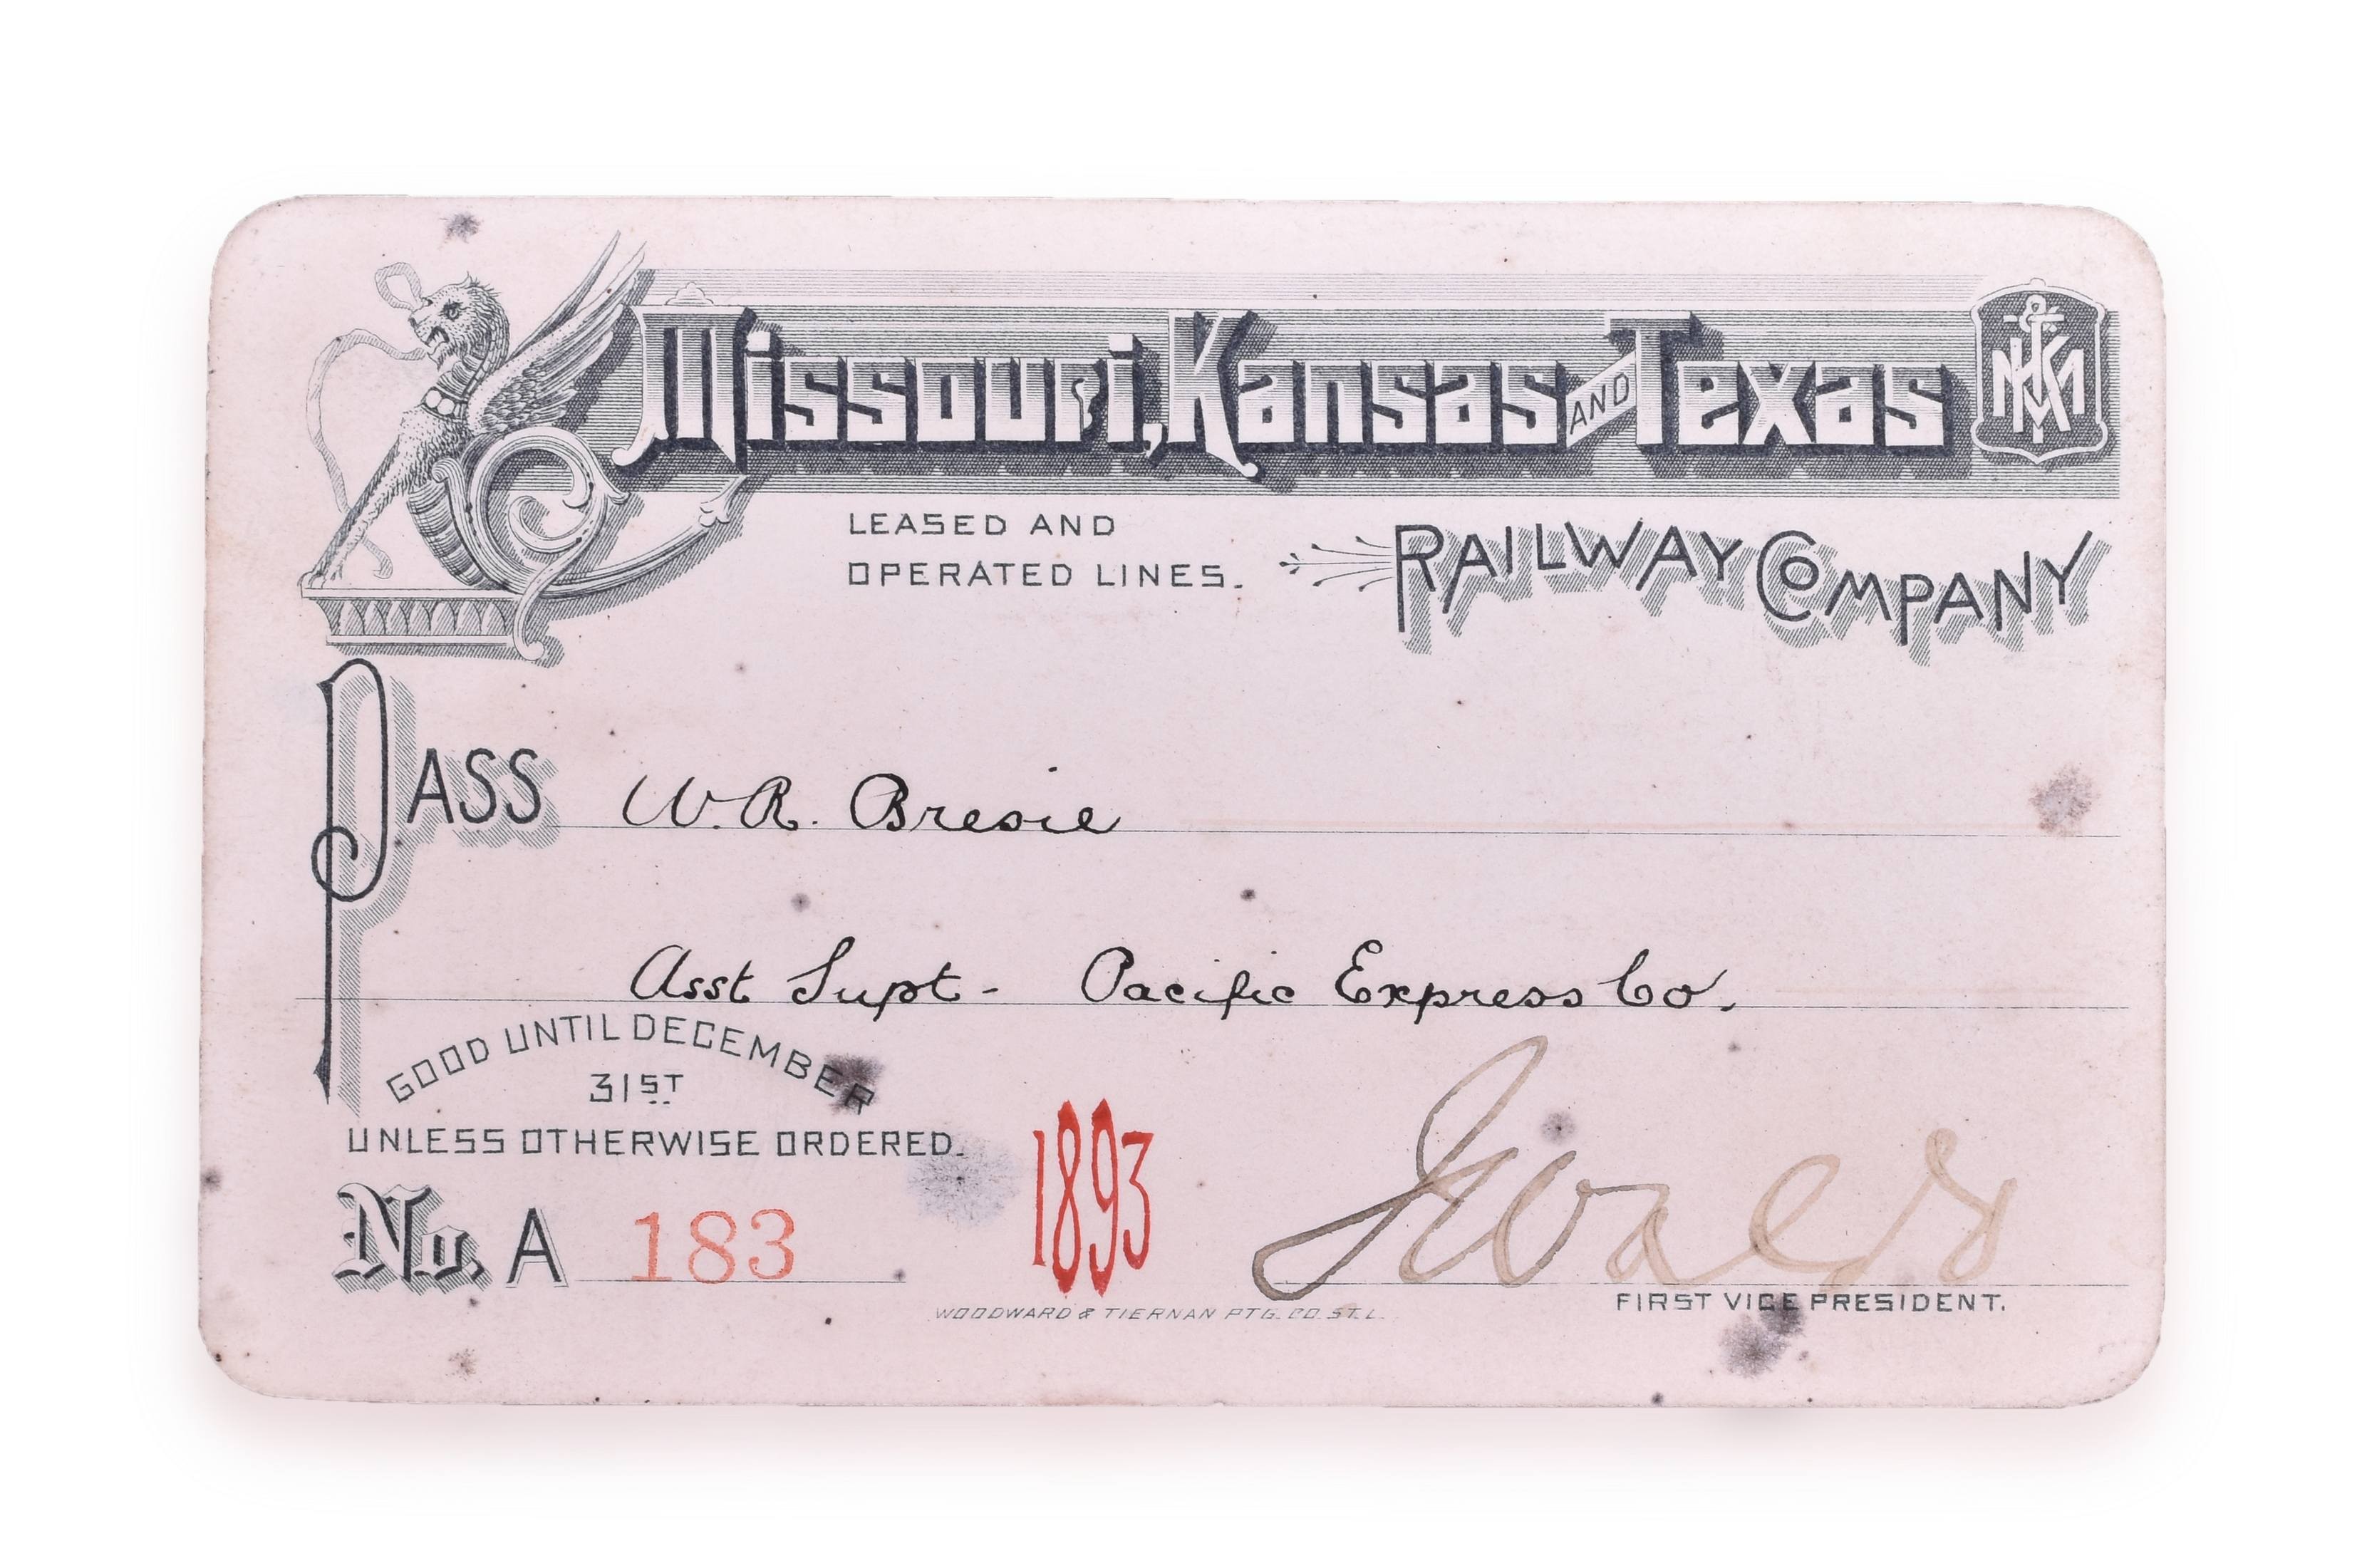 Missouri, Kansas AND Texas
LEASED AND
OPERATED LINES.
RAILWAY COMPANY
PASS W. R. Bresie
Asst Supt - Pacific Express Co.
GOOD UNTIL DECEMBER
31ST
UNLESS OTHERWISE ORDERED.
1893
No. A 183
FIRST VICE PRESIDENT.
WOODWARD & TIERNAN PTG. CO. ST. L.